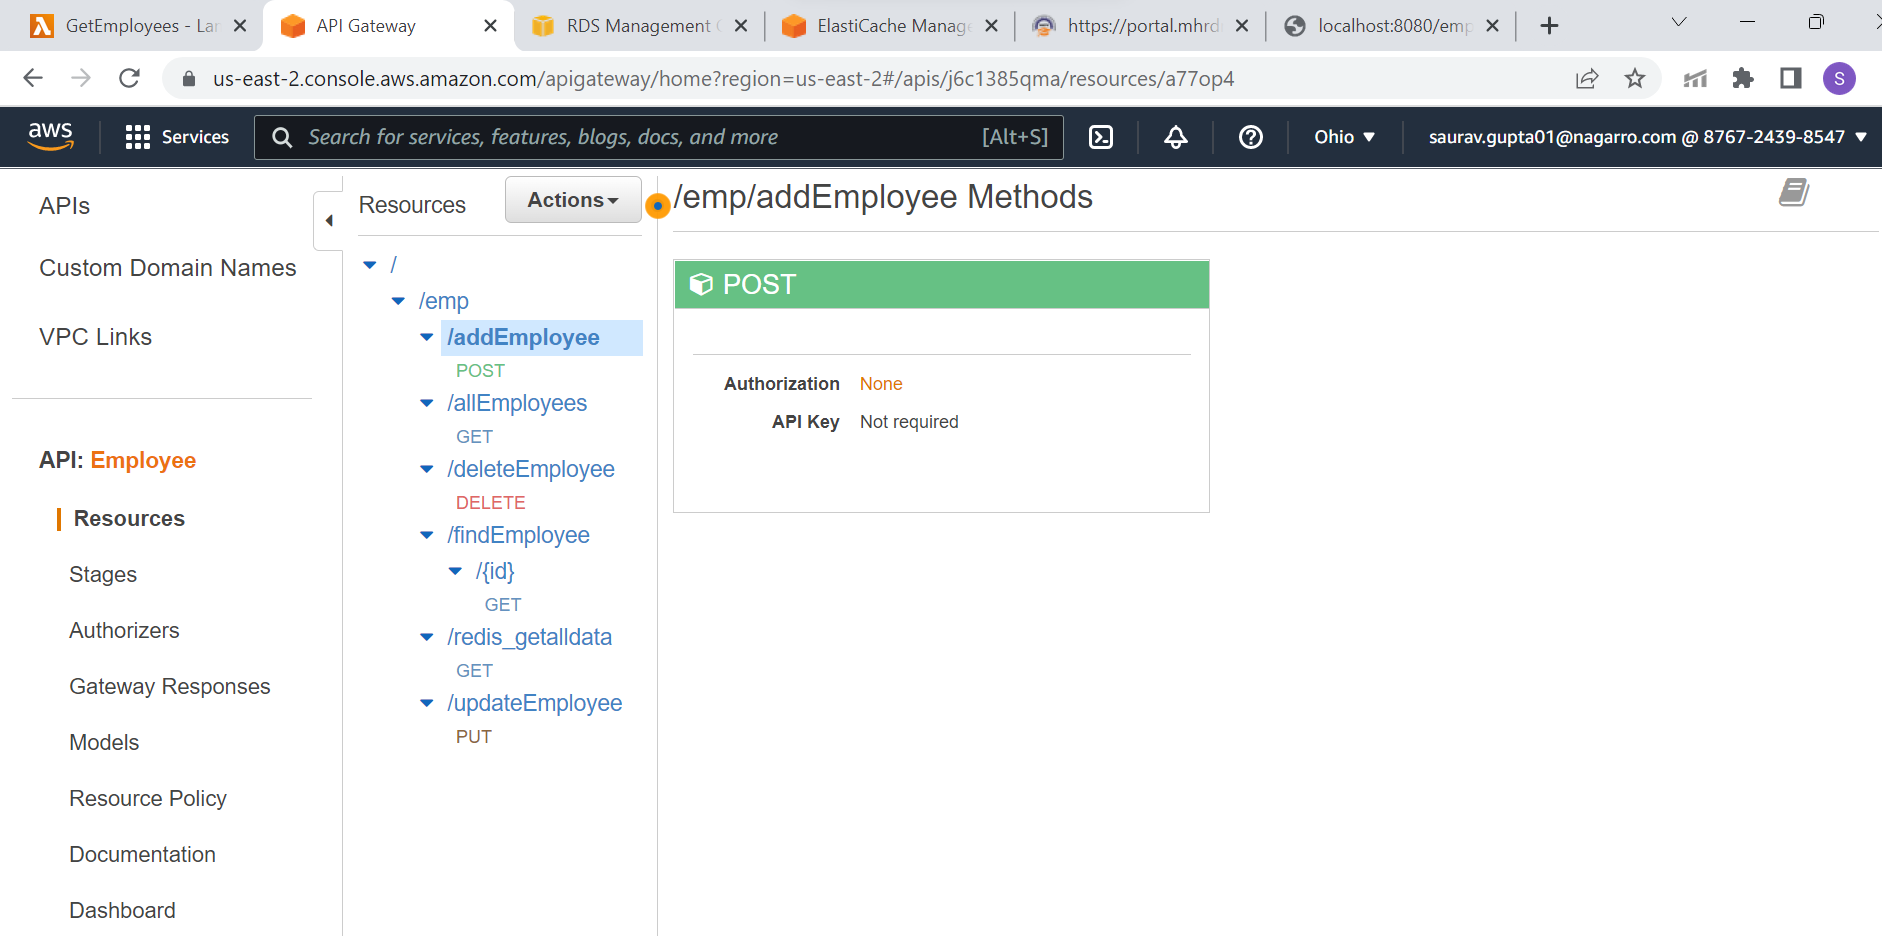 GetEmployees - Lar
API Gateway
RDS Management
ElastiCache Manage
https://portal.mhrd
localhost:8080/emp
us-east-2.console.aws.amazon.com/apigateway/home?region=us-east-2#/apis/j6c1385qma/resources/a77op4
S
aws
Services
Search for services, features, blogs, docs, and more
[Alt+S]
Ohio
saurav.gupta01@nagarro.com @ 8767-2439-8547
APIs
Custom Domain Names
VPC Links
API: Employee
Resources
Stages
Authorizers
Gateway Responses
Models
Resource Policy
Documentation
Dashboard
Resources
Actions
/
/emp
/addEmployee
POST
/allEmployees
GET
/deleteEmployee
DELETE
/findEmployee
/{id}
GET
/redis_getalldata
GET
/updateEmployee
PUT
/emp/addEmployee Methods
POST
Authorization None
API Key Not required